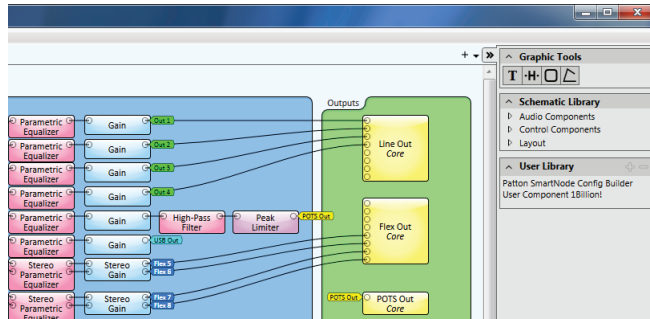 Graphic Tools
T
H
Schematic Library
Audio Components
Control Components
Layout
User Library
Patton SmartNode Config Builder
User Component 1Billion!
Outputs
Parametric
Equalizer
Gain
Out 1
Parametric
Equalizer
Gain
Out 2
Parametric
Equalizer
Gain
Out 3
Parametric
Equalizer
Gain
Out 4
Parametric
Equalizer
Gain
High-Pass
Filter
Peak
Limiter
POTS Out
Parametric
Equalizer
Gain
USB Out
Stereo
Parametric
Equalizer
Stereo
Gain
Flex 5
Flex 6
Stereo
Parametric
Equalizer
Stereo
Gain
Flex 7
Flex 8
Line Out
Core
Flex Out
Core
POTS Out
POTS Out
Core